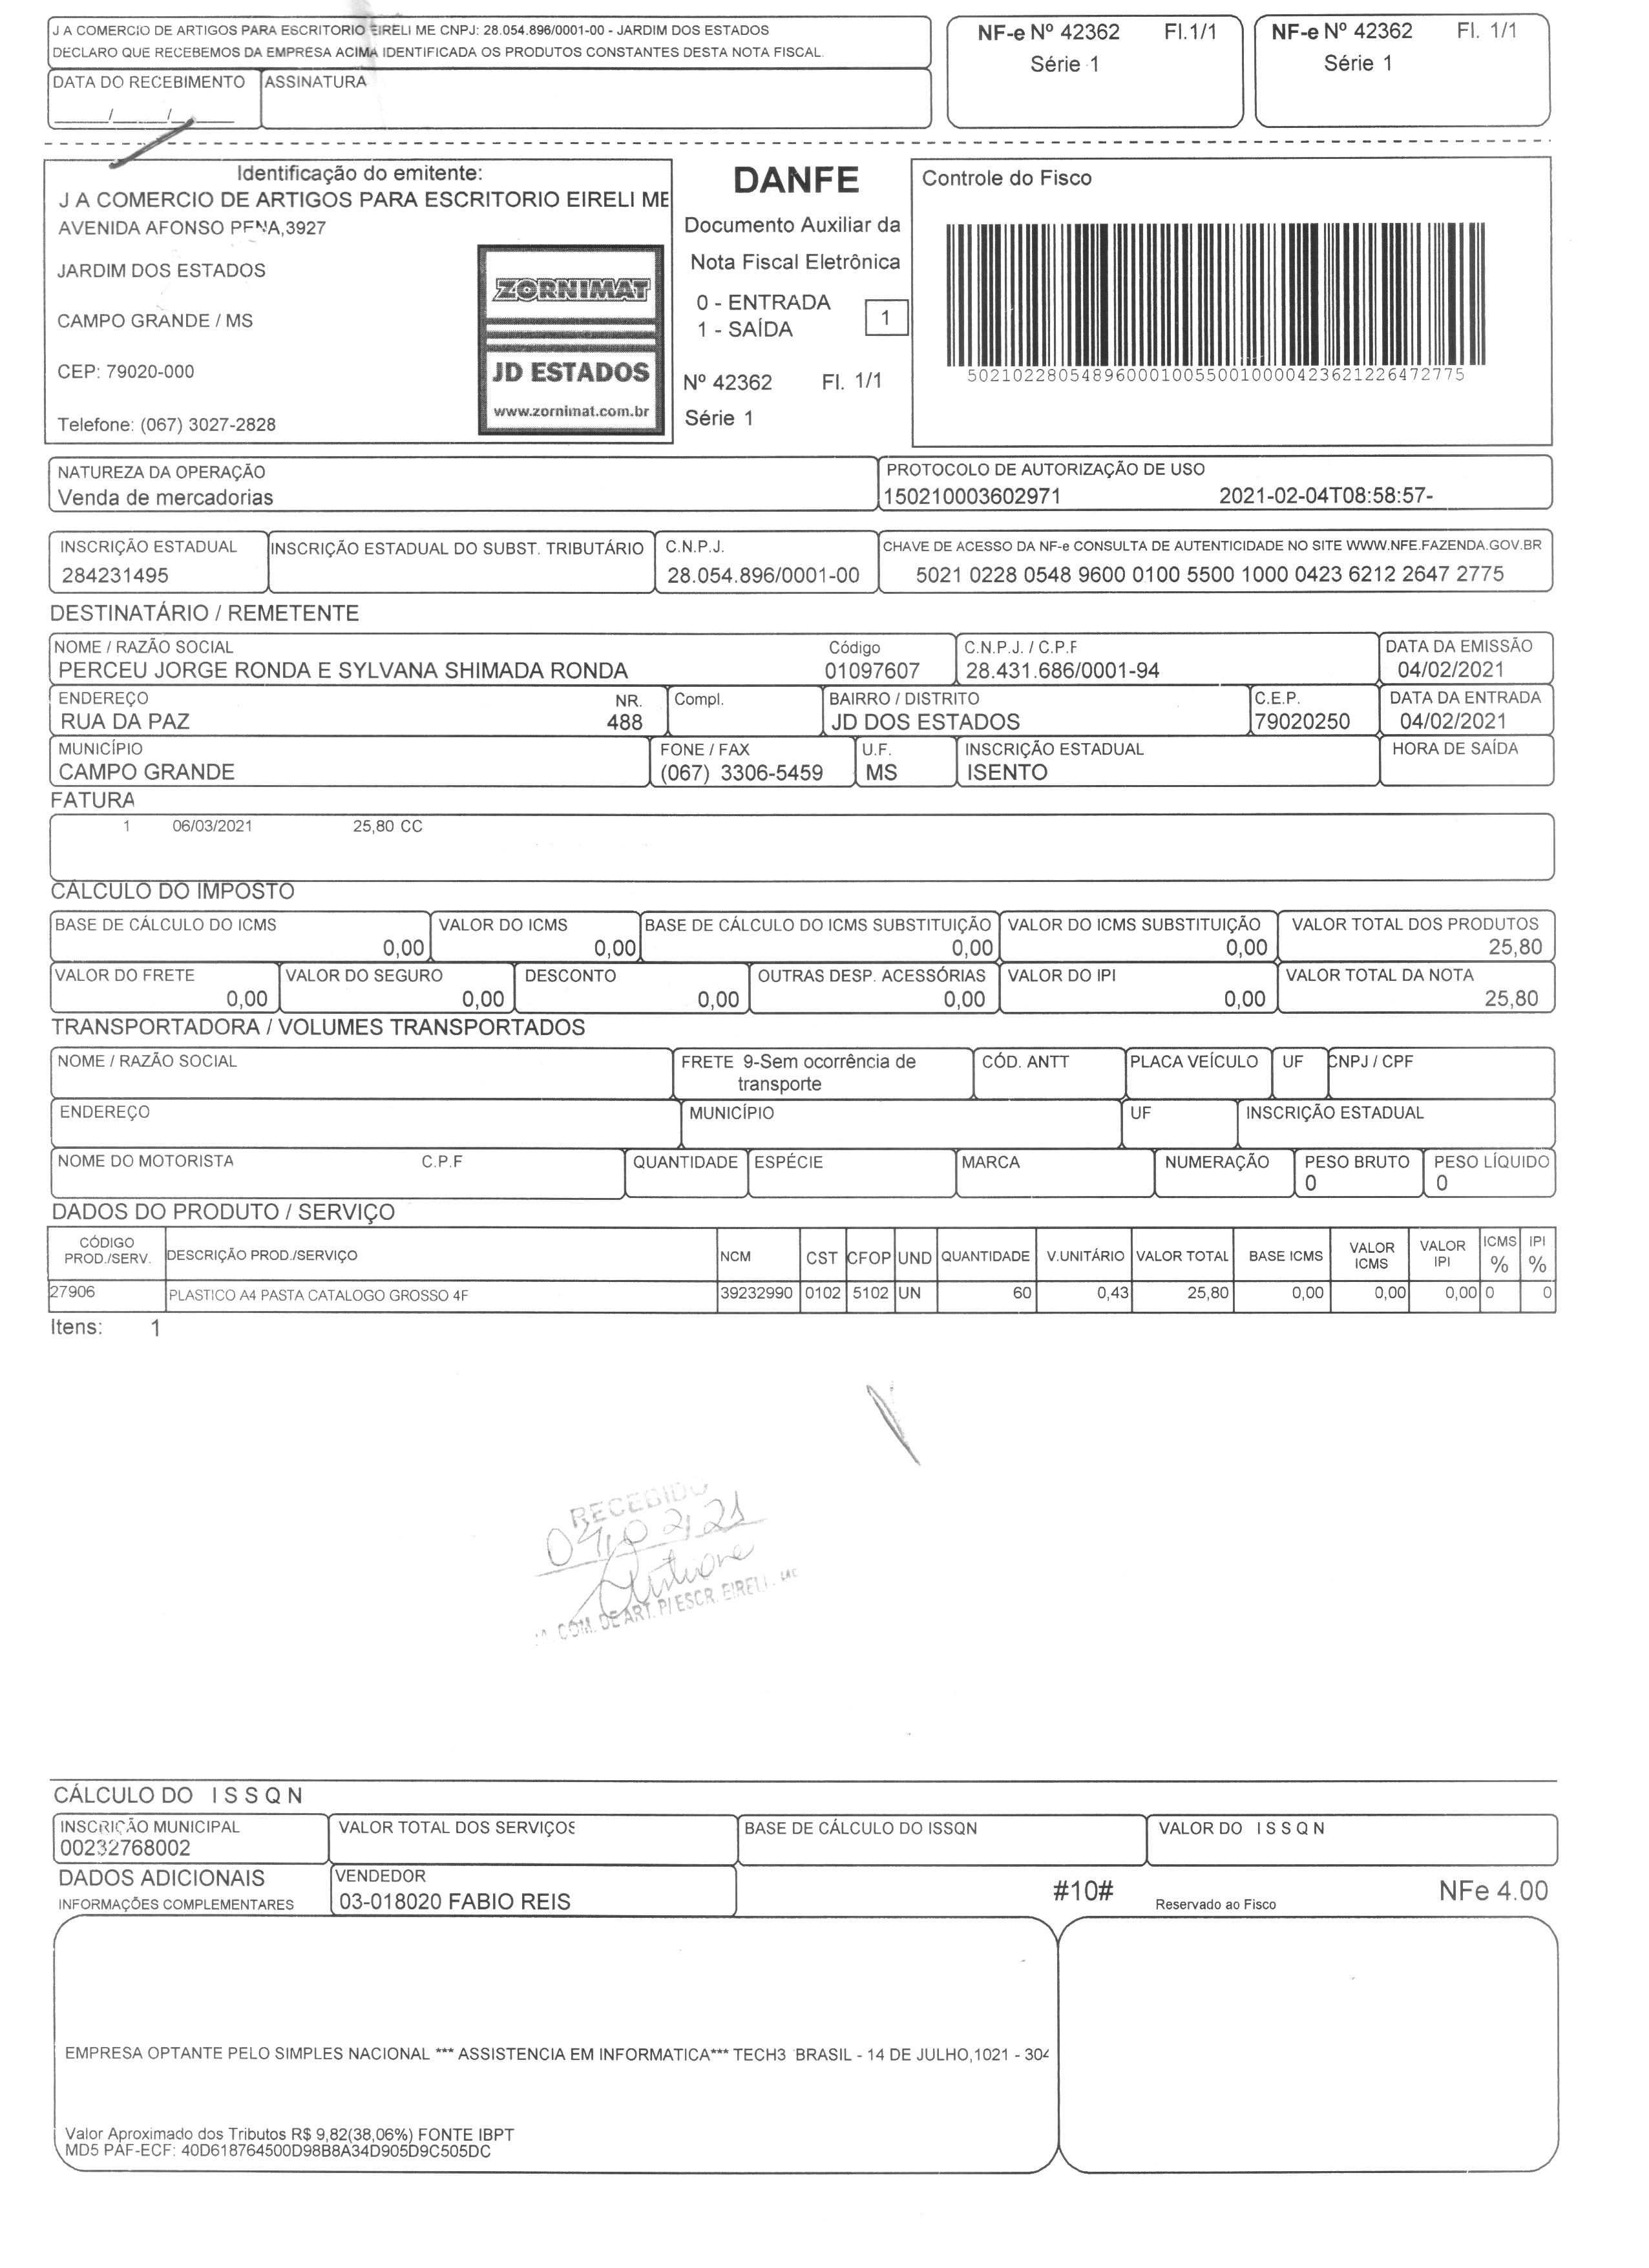 J A COMERCIO DE ARTIGOS PARA ESCRITORIO EIRELI ME CNPJ: 28.054.896/0001-00 - JARDIM DOS ESTADOS
DECLARO QUE RECEBEMOS DA EMPRESA ACIMA IDENTIFICADA OS PRODUTOS CONSTANTES DESTA NOTA FISCAL.
DATA DO RECEBIMENTO ASSINATURA
____/____/____
NF-e Nº 42362 Fl.1/1
Série 1
NF-e Nº 42362 Fl. 1/1
Série 1
Identificação do emitente:
J A COMERCIO DE ARTIGOS PARA ESCRITORIO EIRELI ME
AVENIDA AFONSO PENA,3927
JARDIM DOS ESTADOS
CAMPO GRANDE / MS
CEP: 79020-000
Telefone: (067) 3027-2828
ZORNIMAT
JD ESTADOS
www.zornimat.com.br
DANFE
Documento Auxiliar da
Nota Fiscal Eletrônica
0 - ENTRADA
1 - SAÍDA
1
Nº 42362 Fl. 1/1
Série 1
Controle do Fisco
50210228054896000100550010000423621226472775
NATUREZA DA OPERAÇÃO
Venda de mercadorias
PROTOCOLO DE AUTORIZAÇÃO DE USO
150210003602971 2021-02-04T08:58:57-
INSCRIÇÃO ESTADUAL
284231495
INSCRIÇÃO ESTADUAL DO SUBST. TRIBUTÁRIO
C.N.P.J.
28.054.896/0001-00
CHAVE DE ACESSO DA NF-e CONSULTA DE AUTENTICIDADE NO SITE WWW.NFE.FAZENDA.GOV.BR
5021 0228 0548 9600 0100 5500 1000 0423 6212 2647 2775
DESTINATÁRIO / REMETENTE
NOME / RAZÃO SOCIAL Código C.N.P.J. / C.P.F DATA DA EMISSÃO
PERCEU JORGE RONDA E SYLVANA SHIMADA RONDA 01097607 28.431.686/0001-94 04/02/2021
ENDEREÇO NR. Compl. BAIRRO / DISTRITO C.E.P. DATA DA ENTRADA
RUA DA PAZ 488 JD DOS ESTADOS 79020250 04/02/2021
MUNICÍPIO FONE / FAX U.F. INSCRIÇÃO ESTADUAL HORA DE SAÍDA
CAMPO GRANDE (067) 3306-5459 MS ISENTO
FATURA
1 06/03/2021 25,80 CC
CÁLCULO DO IMPOSTO
BASE DE CÁLCULO DO ICMS VALOR DO ICMS BASE DE CÁLCULO DO ICMS SUBSTITUIÇÃO VALOR DO ICMS SUBSTITUIÇÃO VALOR TOTAL DOS PRODUTOS
0,00 0,00 0,00 0,00 25,80
VALOR DO FRETE VALOR DO SEGURO DESCONTO OUTRAS DESP. ACESSÓRIAS VALOR DO IPI VALOR TOTAL DA NOTA
0,00 0,00 0,00 0,00 0,00 25,80
TRANSPORTADORA / VOLUMES TRANSPORTADOS
NOME / RAZÃO SOCIAL FRETE 9-Sem ocorrência de CÓD. ANTT PLACA VEÍCULO UF CNPJ / CPF
transporte
ENDEREÇO MUNICÍPIO UF INSCRIÇÃO ESTADUAL
NOME DO MOTORISTA C.P.F QUANTIDADE ESPÉCIE MARCA NUMERAÇÃO PESO BRUTO PESO LÍQUIDO
0 0
DADOS DO PRODUTO / SERVIÇO
CÓDIGO PROD./SERV. DESCRIÇÃO PROD./SERVIÇO NCM CST CFOP UND QUANTIDADE V.UNITÁRIO VALOR TOTAL BASE ICMS VALOR ICMS VALOR IPI ICMS % IPI %
27906 PLASTICO A4 PASTA CATALOGO GROSSO 4F 39232990 0102 5102 UN 60 0,43 25,80 0,00 0,00 0,00 0 0
Itens: 1
RECEBIDO
04,02,21
COM. DE ART. P/ ESCR. EIRELI
CÁLCULO DO I S S Q N
INSCRIÇÃO MUNICIPAL VALOR TOTAL DOS SERVIÇOS BASE DE CÁLCULO DO ISSQN VALOR DO I S S Q N
00232768002
DADOS ADICIONAIS VENDEDOR
INFORMAÇÕES COMPLEMENTARES 03-018020 FABIO REIS #10# Reservado ao Fisco NFe 4.00
EMPRESA OPTANTE PELO SIMPLES NACIONAL *** ASSISTENCIA EM INFORMATICA*** TECH3 BRASIL - 14 DE JULHO,1021 - 304
Valor Aproximado dos Tributos R$ 9,82(38,06%) FONTE IBPT
MD5 PAF-ECF: 40D618764500D98B8A34D905D9C505DC